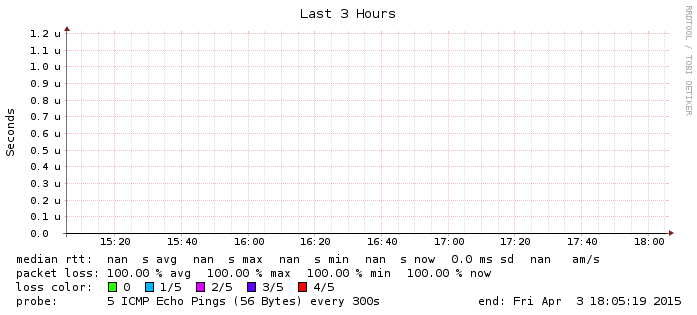 Last 3 Hours
RRDTOOL / TOBI OETIKER
Seconds
1.2 u
1.1 u
1.0 u
0.9 u
0.8 u
0.7 u
0.6 u
0.5 u
0.4 u
0.3 u
0.2 u
0.1 u
0.0
15:20 15:40 16:00 16:20 16:40 17:00 17:20 17:40 18:00
median rtt: nan s avg nan s max nan s min nan s now 0.0 ms sd nan am/s
packet loss: 100.00 % avg 100.00 % max 100.00 % min 100.00 % now
loss color: 0 1/5 2/5 3/5 4/5
probe: 5 ICMP Echo Pings (56 Bytes) every 300s end: Fri Apr 3 18:05:19 2015